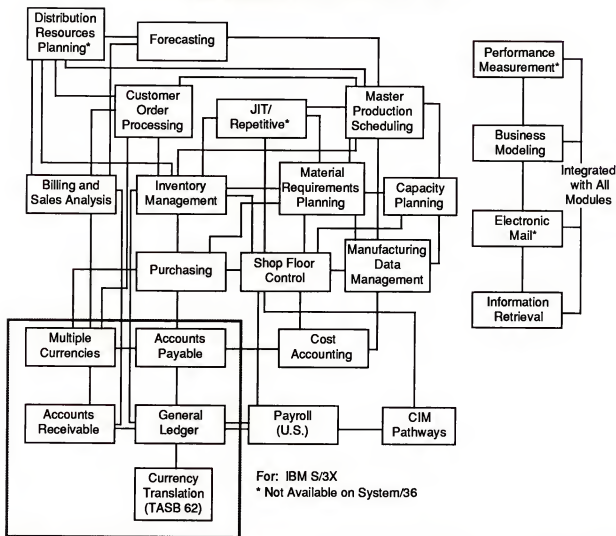 Distribution
Resources
Planning*
Forecasting
Performance
Measurement*
Customer
Order
Processing
JIT/
Repetitive*
Master
Production
Scheduling
Business
Modeling
Integrated
with All
Modules
Billing and
Sales Analysis
Inventory
Management
Material
Requirements
Planning
Capacity
Planning
Electronic
Mail*
Purchasing
Shop Floor
Control
Manufacturing
Data
Management
Information
Retrieval
Multiple
Currencies
Accounts
Payable
Cost
Accounting
Accounts
Receivable
General
Ledger
Payroll
(U.S.)
CIM
Pathways
Currency
Translation
(TASB 62)
For: IBM S/3X
* Not Available on System/36